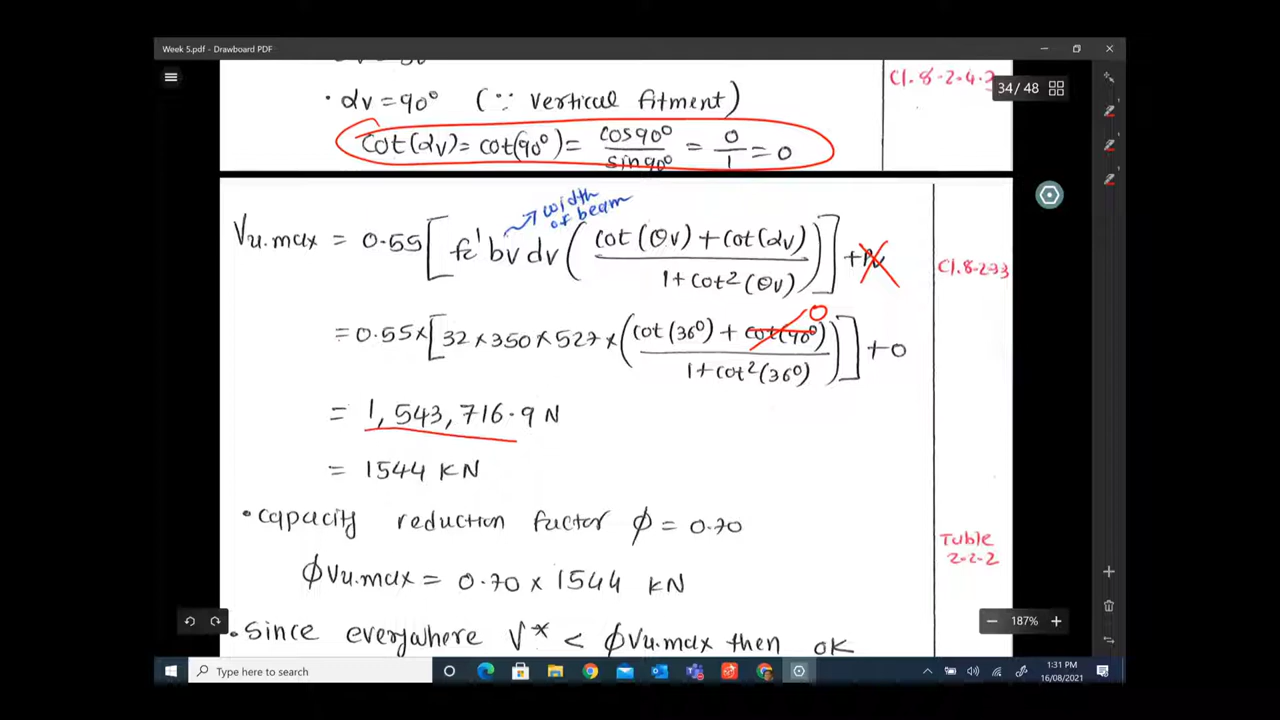 Week 5.pdf - Drawboard PDF
· αv = 90° (∵ vertical fitment)
Cl. 8-2-4-2
34 / 48
cot(αv) = cot(90°) = cos90° / sin90° = 0 / 1 = 0
→ width of beam
Vu.max = 0.55 [ fc' bv dv ( cot(θv) + cot(αv) / 1 + cot²(θv) ) ] + Pv
Cl. 8-2-3-3
0
= 0.55 × [ 32 × 350 × 527 × ( cot(36°) + cot(90°) / 1 + cot²(36°) ) ] + 0
= 1,543,716.9 N
= 1544 KN
• capacity reduction factor ϕ = 0.70
Table 2-2-2
ϕVu.max = 0.70 × 1544 KN
• Since everywhere V* < ϕVu.max then OK
187%
Type here to search
1:31 PM
16/08/2021